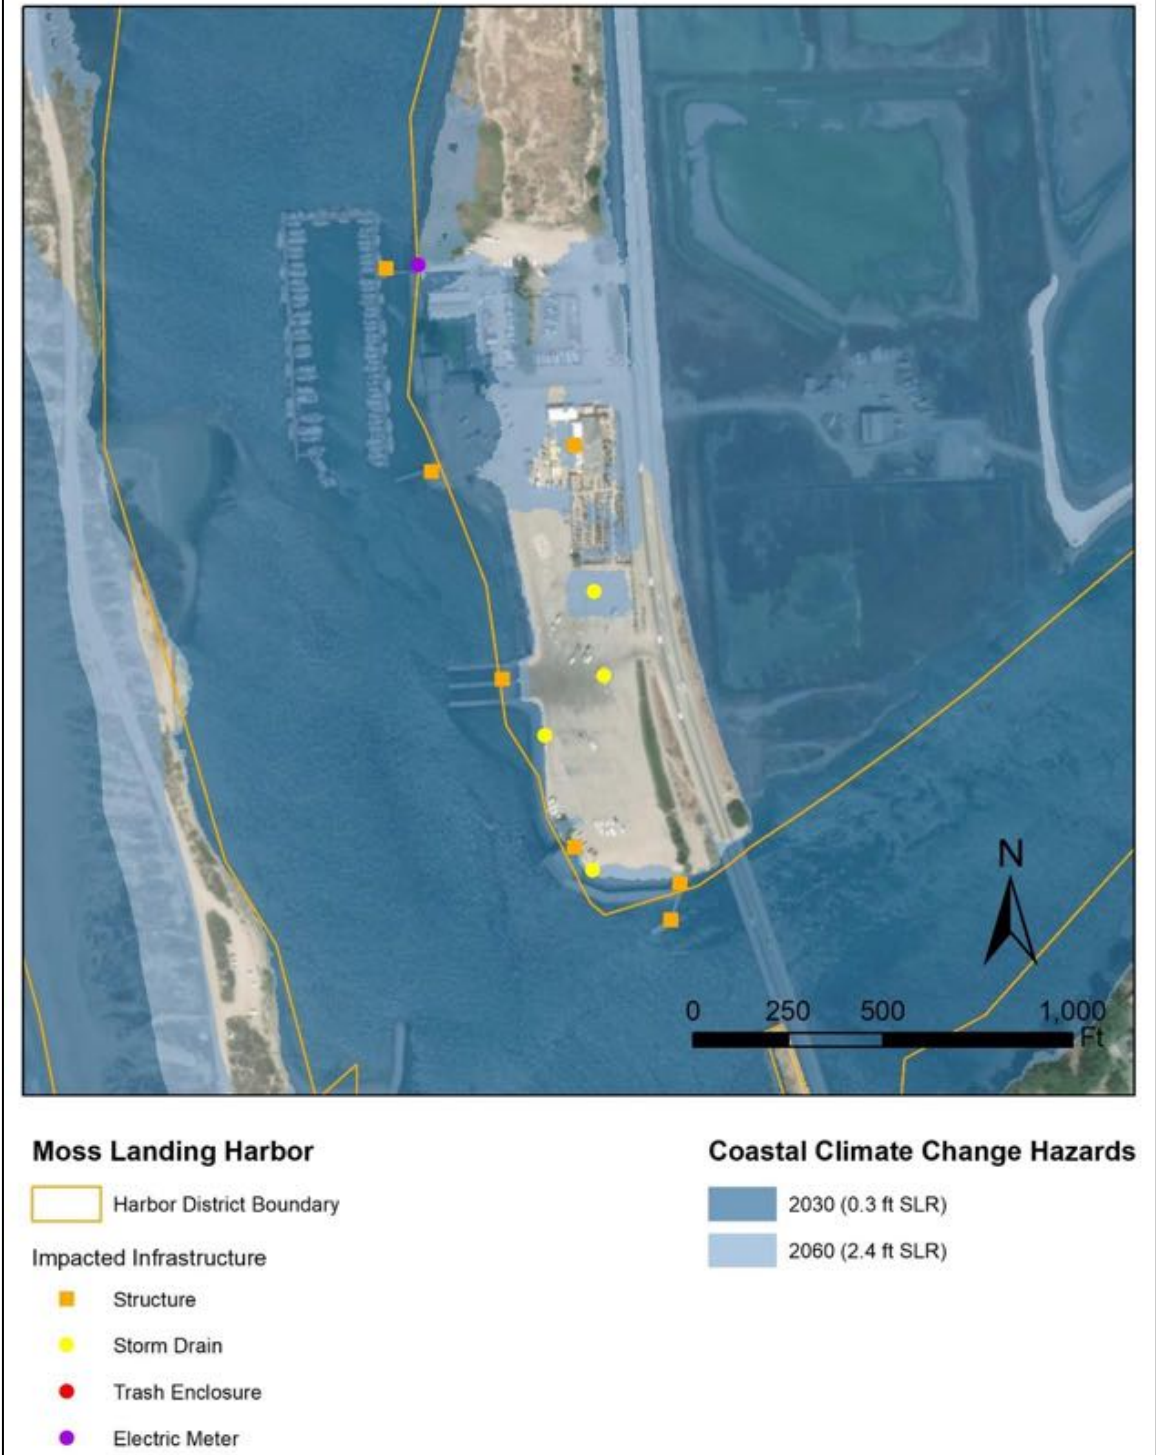 N
0 250 500 1,000
Ft
Moss Landing Harbor
Harbor District Boundary
Impacted Infrastructure
Structure
Storm Drain
Trash Enclosure
Electric Meter
Coastal Climate Change Hazards
2030 (0.3 ft SLR)
2060 (2.4 ft SLR)